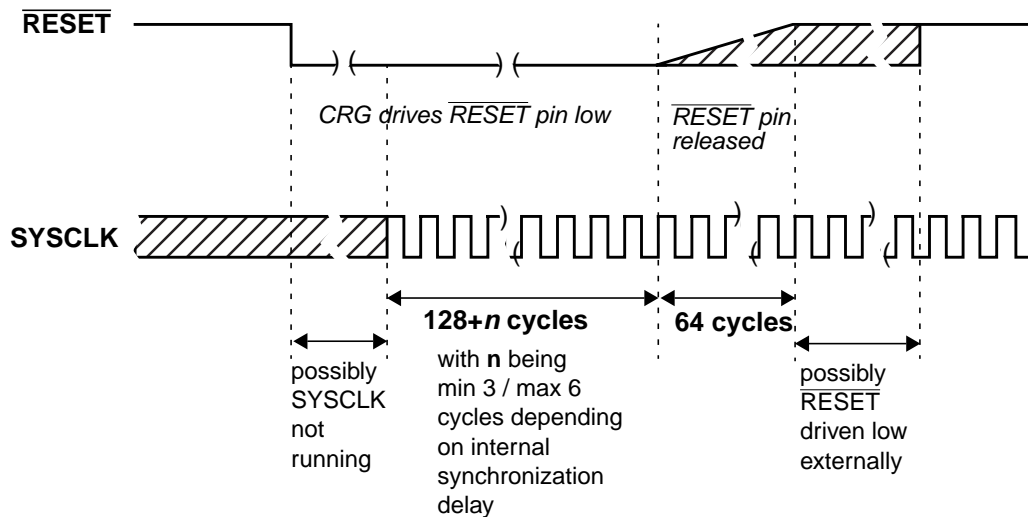 RESET
CRG drives RESET pin low
RESET pin
released
SYSCLK
128+n cycles
64 cycles
with n being
min 3 / max 6
cycles depending
on internal
synchronization
delay
possibly
SYSCLK
not
running
possibly
RESET
driven low
externally